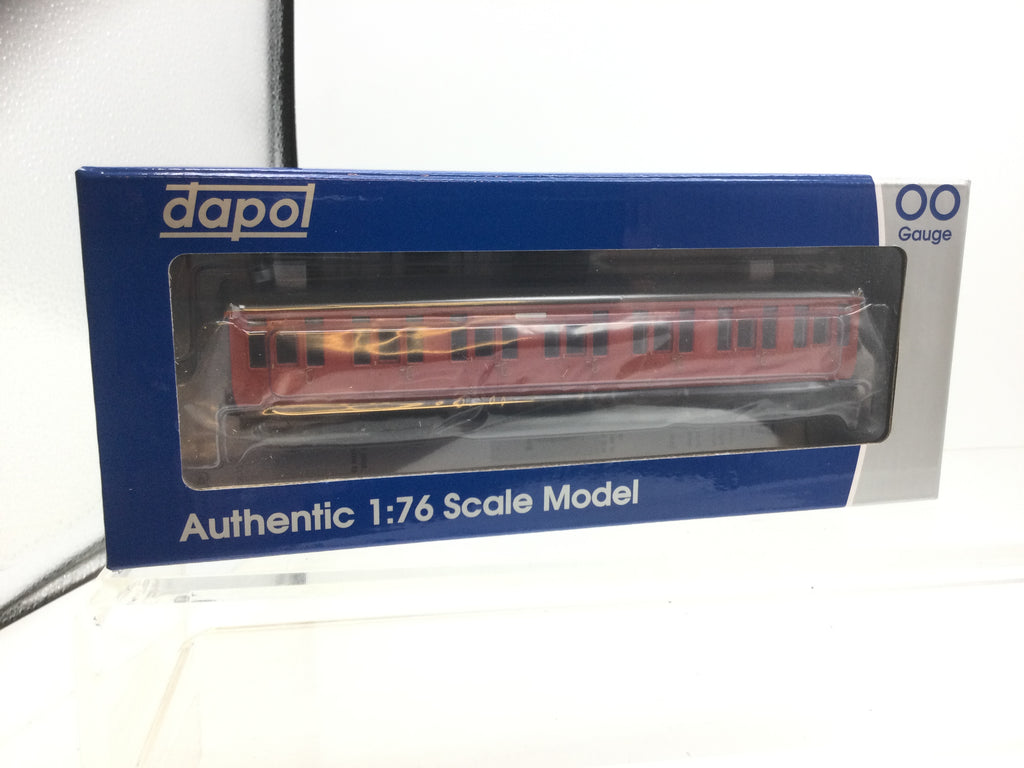 dapol
OO
Gauge
Authentic 1:76 Scale Model